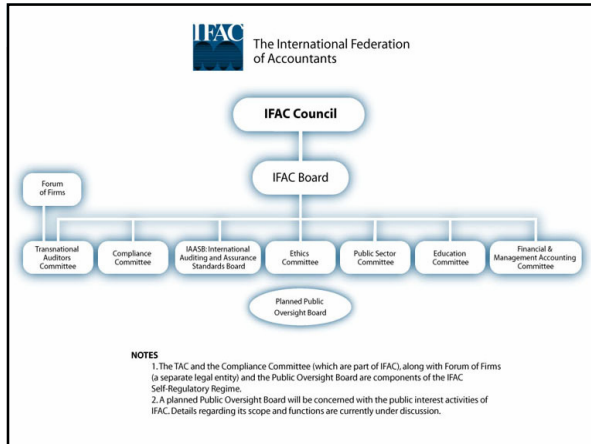 IFAC
The International Federation
of Accountants
IFAC Council
IFAC Board
Forum
of Firms
Transnational
Auditors
Committee
Compliance
Committee
IAASB: International
Auditing and Assurance
Standards Board
Ethics
Committee
Public Sector
Committee
Education
Committee
Financial &
Management Accounting
Committee
Planned Public
Oversight Board
NOTES
1. The TAC and the Compliance Committee (which are part of IFAC), along with Forum of Firms
(a separate legal entity) and the Public Oversight Board are components of the IFAC
Self-Regulatory Regime.
2. A planned Public Oversight Board will be concerned with the public interest activities of
IFAC. Details regarding its scope and functions are currently under discussion.